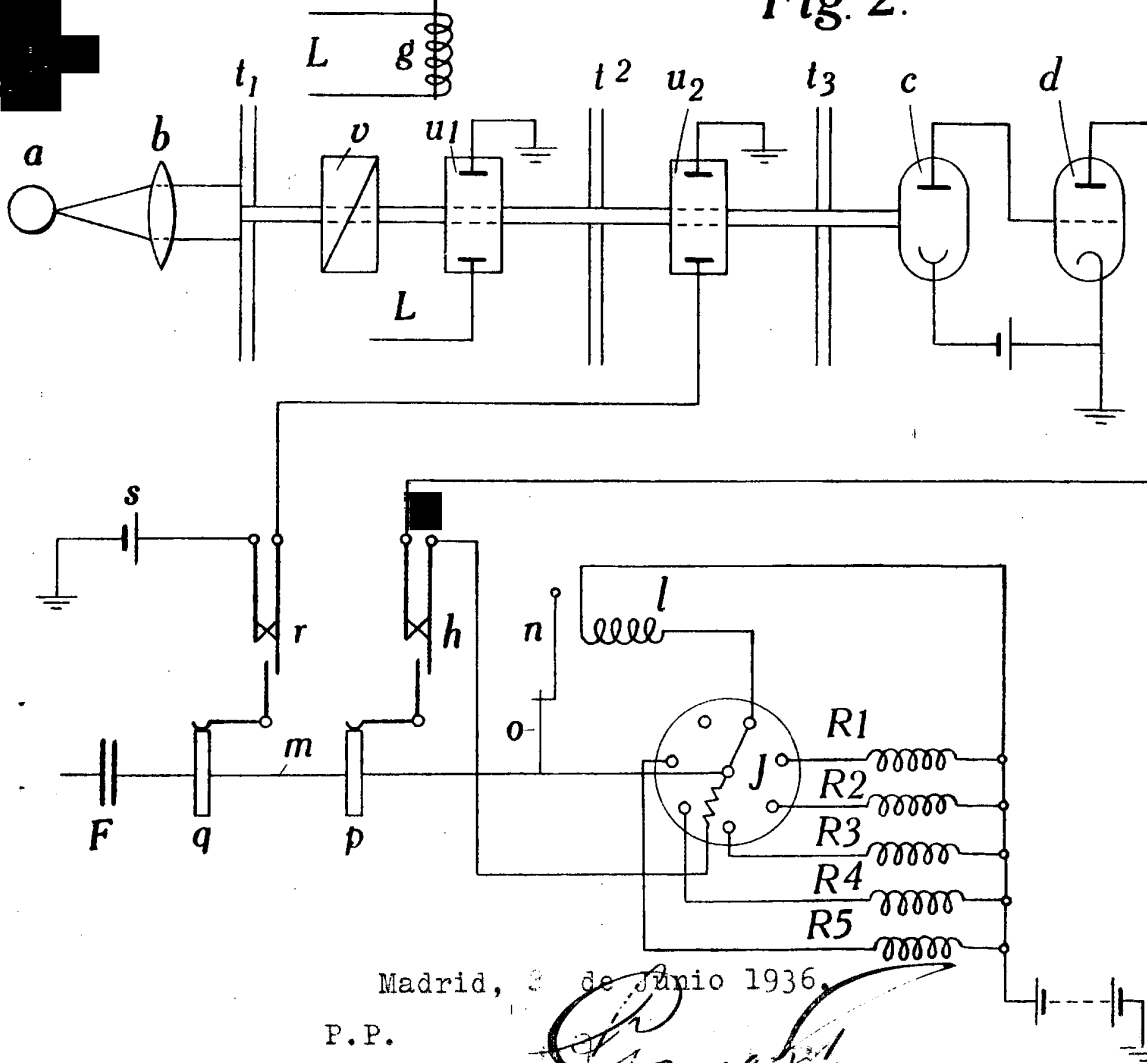 Fig. 2.
L g
t1 t2 u2 t3 c d
a b v u1
L
s
r h n l
o
m J R1
R2
F q p R3
R4
R5
Madrid, 3 de Junio 1936.
P.P.